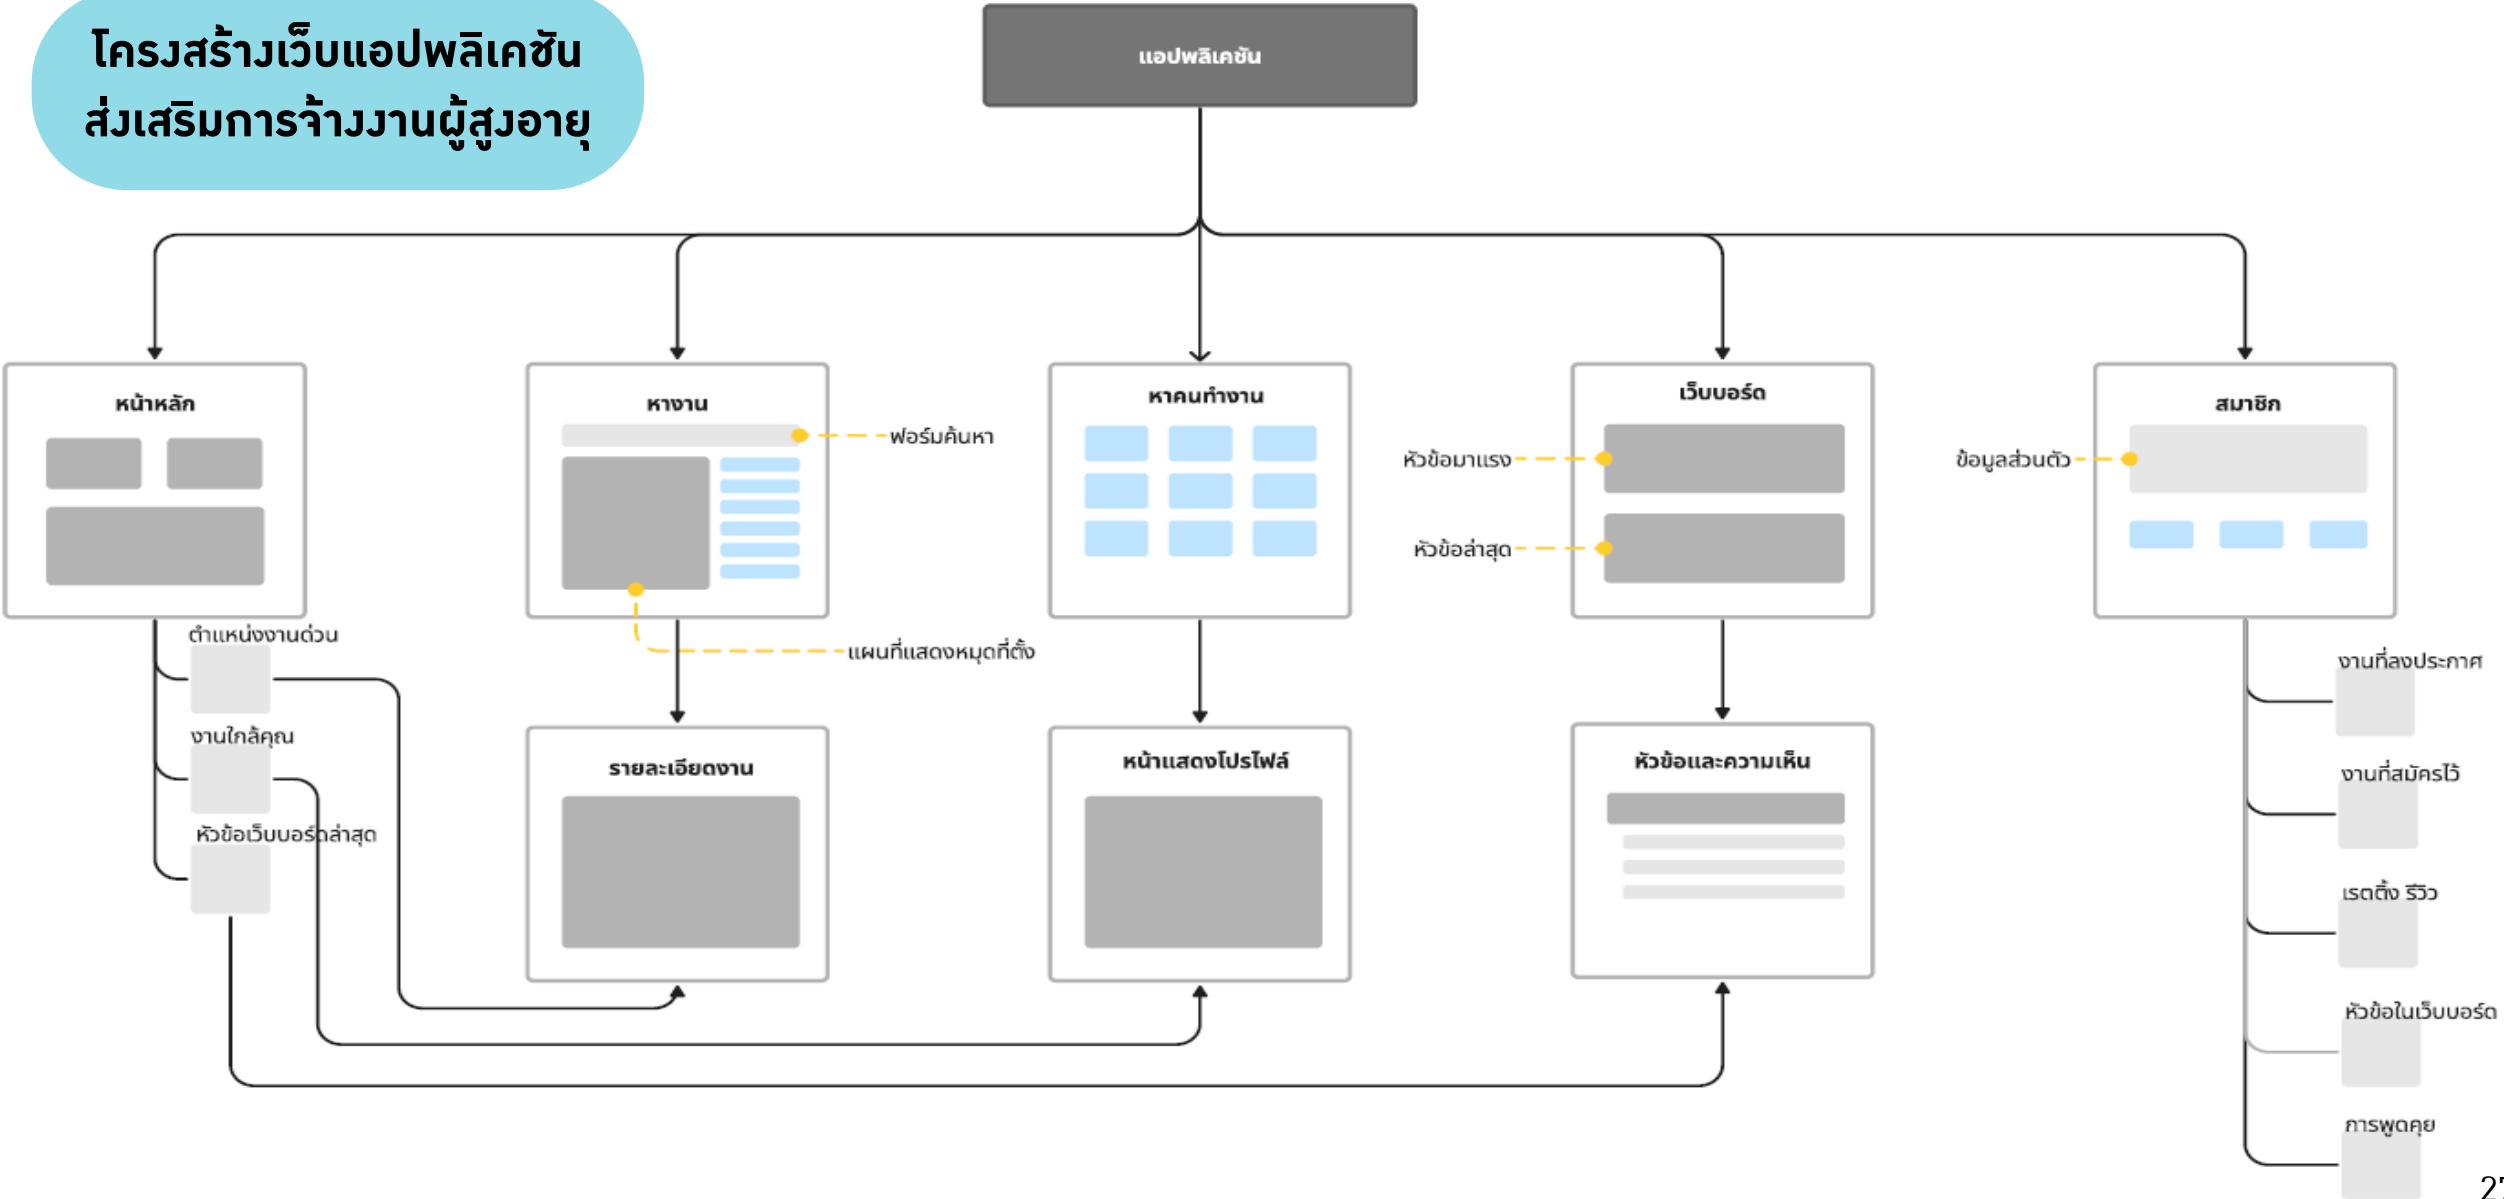 โครงสร้างเว็บแอปพลิเคชัน
ส่งเสริมการจ้างงานผู้สูงอายุ
แอปพลิเคชัน
หน้าหลัก
หางาน
หาคนทำงาน
เว็บบอร์ด
สมาชิก
ฟอร์มค้นหา
หัวข้อมาแรง
ข้อมูลส่วนตัว
หัวข้อล่าสุด
ตำแหน่งงานด่วน
แผนที่แสดงหมุดที่ตั้ง
งานที่ลงประกาศ
งานใกล้คุณ
รายละเอียดงาน
หน้าแสดงโปรไฟล์
หัวข้อและความเห็น
งานที่สมัครไว้
หัวข้อเว็บบอร์ดล่าสุด
เรตติ้ง รีวิว
หัวข้อในเว็บบอร์ด
การพูดคุย